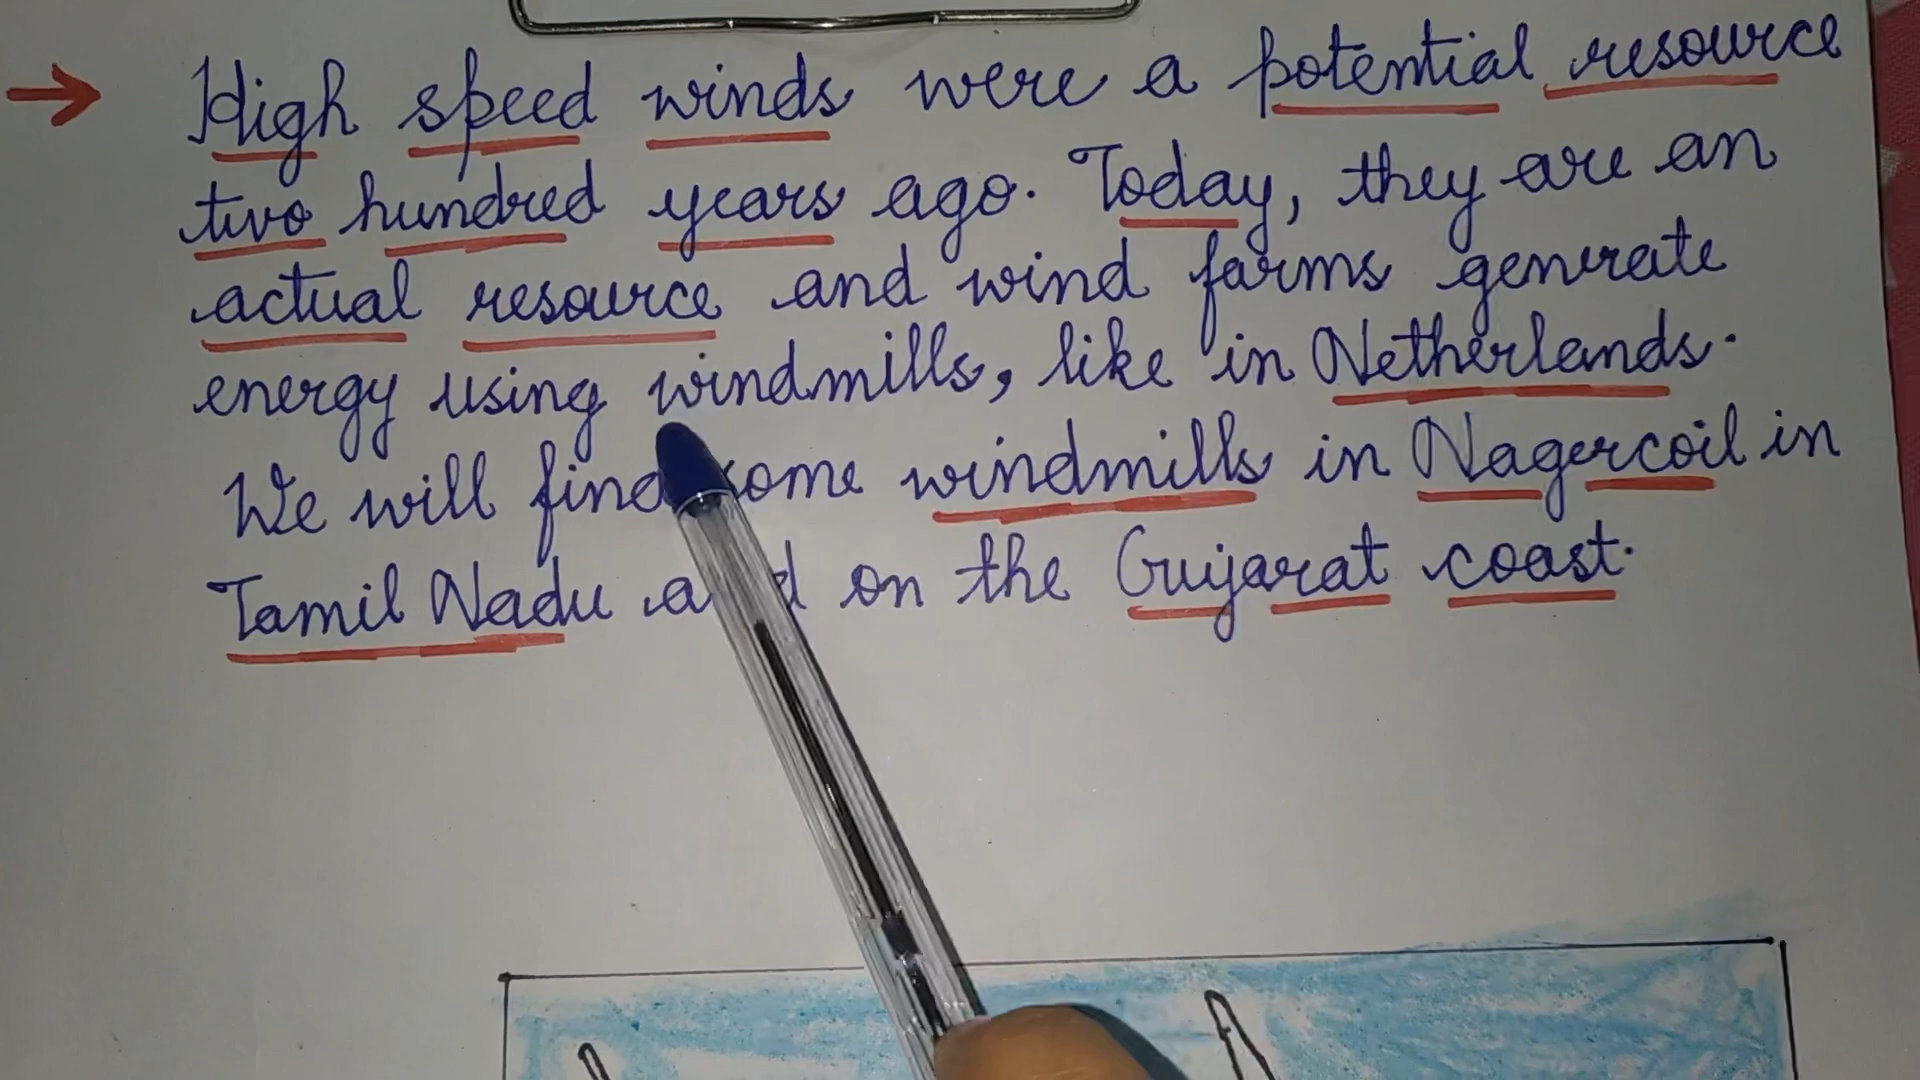 → High speed winds were a potential resource
two hundred years ago. Today, they are an
actual resource and wind farms generate
energy using windmills, like in Netherlands.
We will find some windmills in Nagercoil in
Tamil Nadu and on the Gujarat coast.